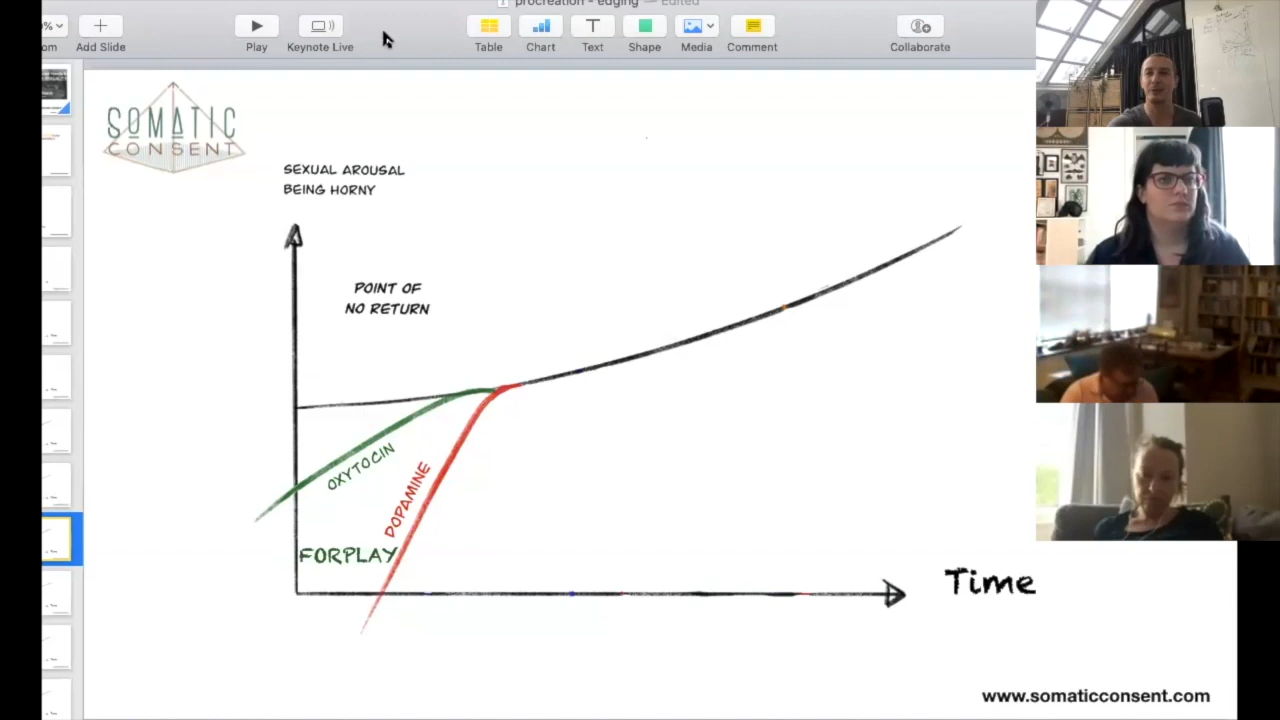 procreation - edging — Edited
Add Slide
Play
Keynote Live
Table
Chart
Text
Shape
Media
Comment
Collaborate
SOMATIC
CONSENT
SEXUAL AROUSAL
BEING HORNY
POINT OF
NO RETURN
OXYTOCIN
DOPAMINE
FORPLAY
Time
www.somaticconsent.com